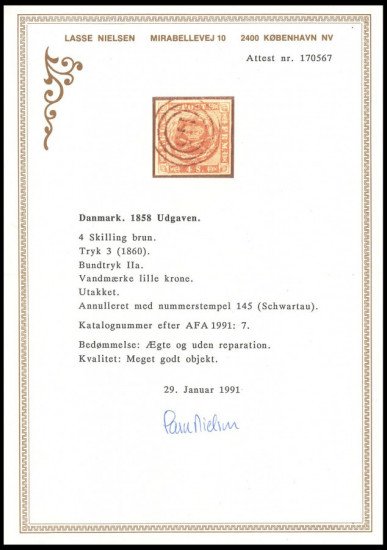 LASSE NIELSEN MIRABELLEVEJ 10 2400 KØBENHAVN NV
Attest nr. 170567
4 S.
Danmark. 1858 Udgaven.
4 Skilling brun.
Tryk 3 (1860).
Bundtryk IIa.
Vandmærke lille krone.
Utakket.
Annulleret med nummerstempel 145 (Schwartau).
Katalognummer efter AFA 1991: 7.
Bedømmelse: Ægte og uden reparation.
Kvalitet: Meget godt objekt.
29. Januar 1991